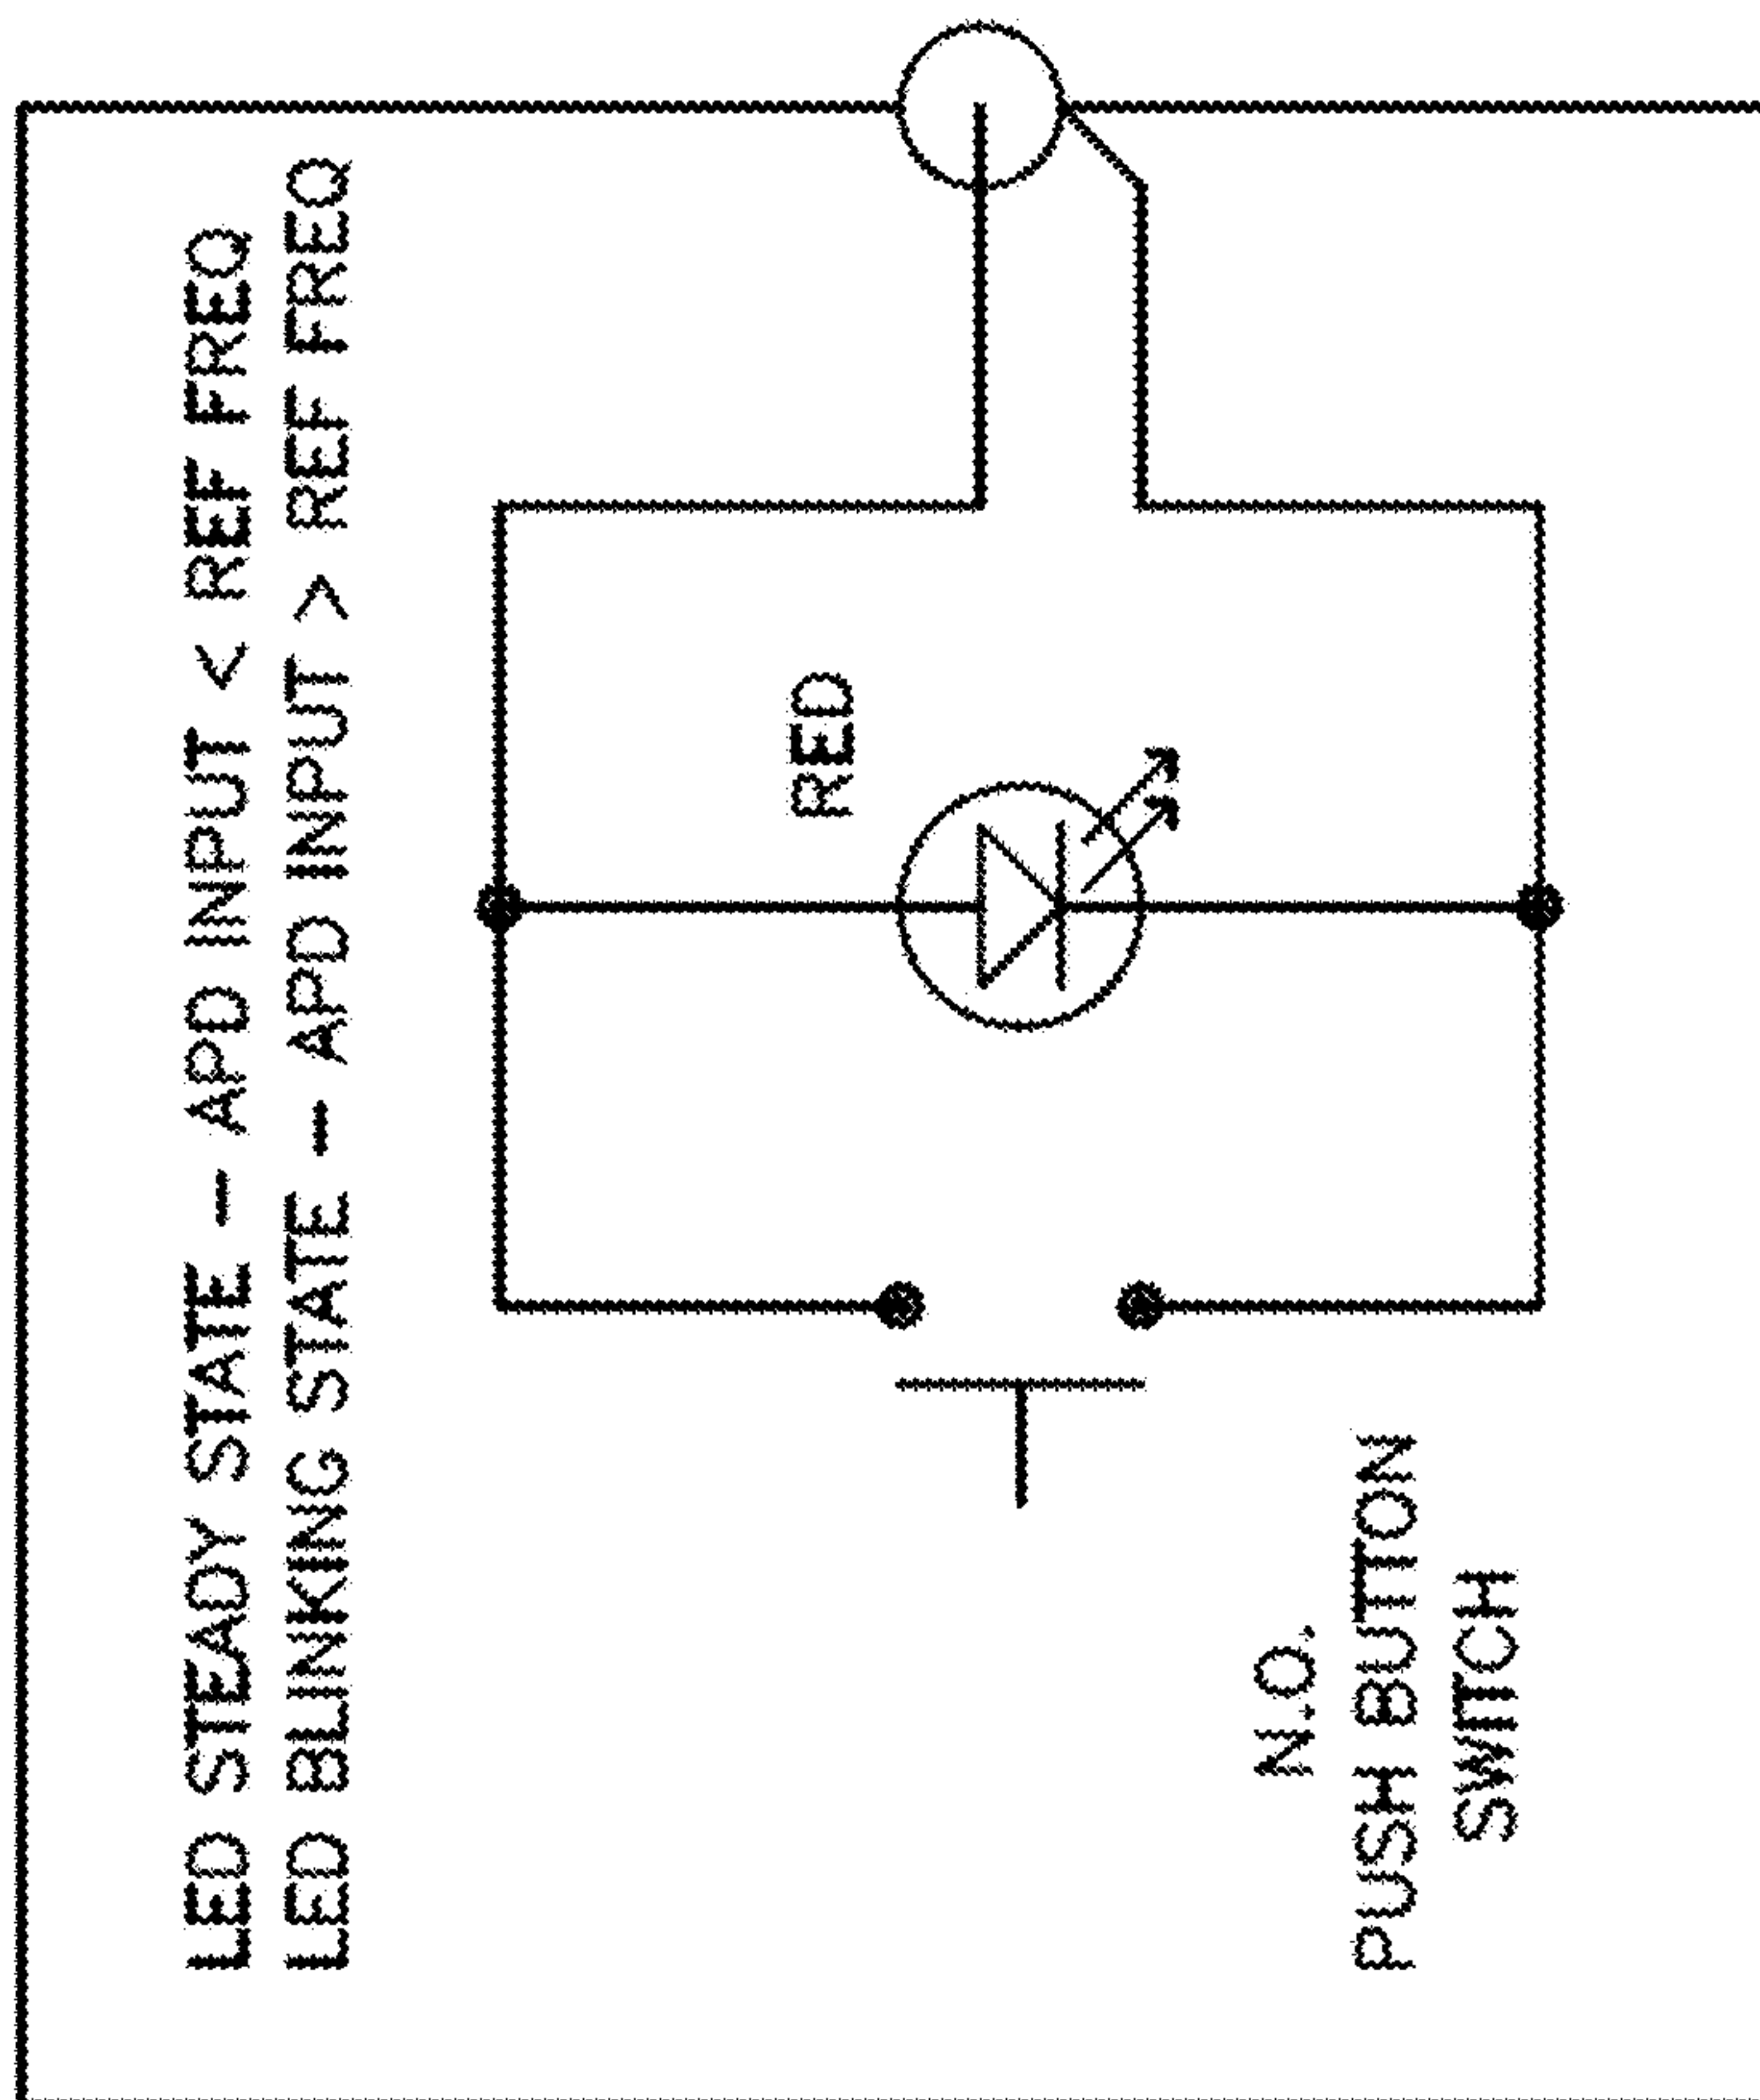 LED STEADY STATE - APD INPUT < REF FREQ
LED BLINKING STATE - APD INPUT > REF FREQ
RED
N.O.
PUSH BUTTON
SWITCH